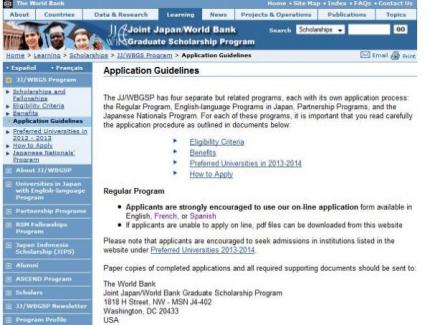 The World Bank
Home • Site Map • Index • FAQs • Contact Us
About Countries Data & Research Learning News Projects & Operations Publications Topics
Joint Japan/World Bank
Graduate Scholarship Program
Search Scholarships GO
Home > Learning > Scholarships > JJ/WBGS Program > Application Guidelines
Email Print
• Español • Français
JJ/WBGS Program
Scholarships and
Fellowships
Eligibility Criteria
Benefits
Application Guidelines
Preferred Universities in
2012 - 2013
How to Apply
Japanese Nationals'
Program
About JJ/WBGSP
Universities in Japan
with English-language
Program
Partnership Programs
RSM Fellowships
Program
Japan Indonesia
Scholarship (JIPS)
Alumni
ASCEND Program
Scholars
JJ/WBGSP Newsletter
Program Profile
Application Guidelines
The JJ/WBGSP has four separate but related programs, each with its own application process:
the Regular Program, English-language Programs in Japan, Partnership Programs, and the
Japanese Nationals Program. For each of these programs, it is important that you read carefully
the application procedure as outlined in documents below:
Eligibility Criteria
Benefits
Preferred Universities in 2013-2014
How to Apply
Regular Program
• Applicants are strongly encouraged to use our on-line application form available in
English, French, or Spanish
• If applicants are unable to apply on line, pdf files can be downloaded from this website
Please note that applicants are encouraged to seek admissions in institutions listed in the
website under Preferred Universities 2013-2014.
Paper copies of completed applications and all required supporting documents should be sent to:
The World Bank
Joint Japan/World Bank Graduate Scholarship Program
1818 H Street, NW - MSN J4-402
Washington, DC 20433
USA